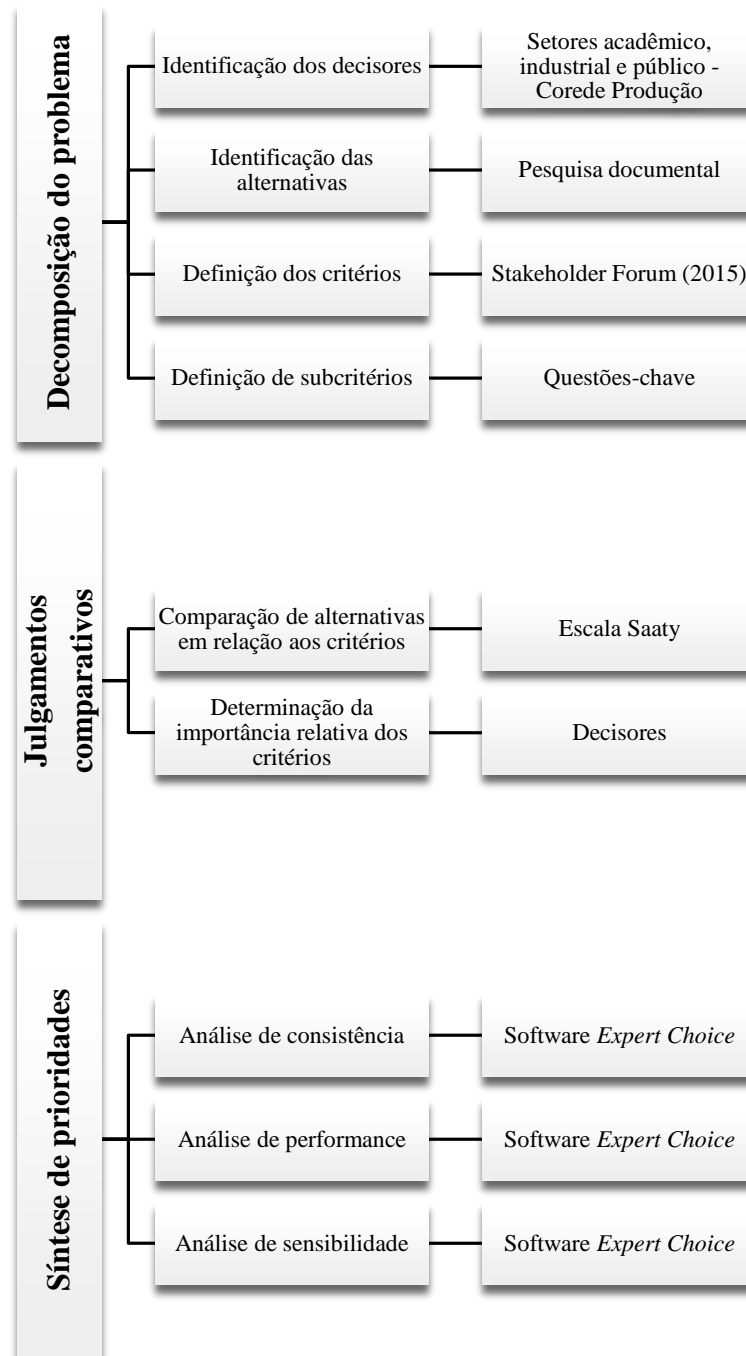 Decomposição do problema
Identificação dos decisores
Setores acadêmico,
industrial e público -
Corede Produção
Identificação das
alternativas
Pesquisa documental
Definição dos critérios
Stakeholder Forum (2015)
Definição de subcritérios
Questões-chave
Julgamentos
comparativos
Comparação de alternativas
em relação aos critérios
Escala Saaty
Determinação da
importância relativa dos
critérios
Decisores
Síntese de prioridades
Análise de consistência
Software Expert Choice
Análise de performance
Software Expert Choice
Análise de sensibilidade
Software Expert Choice